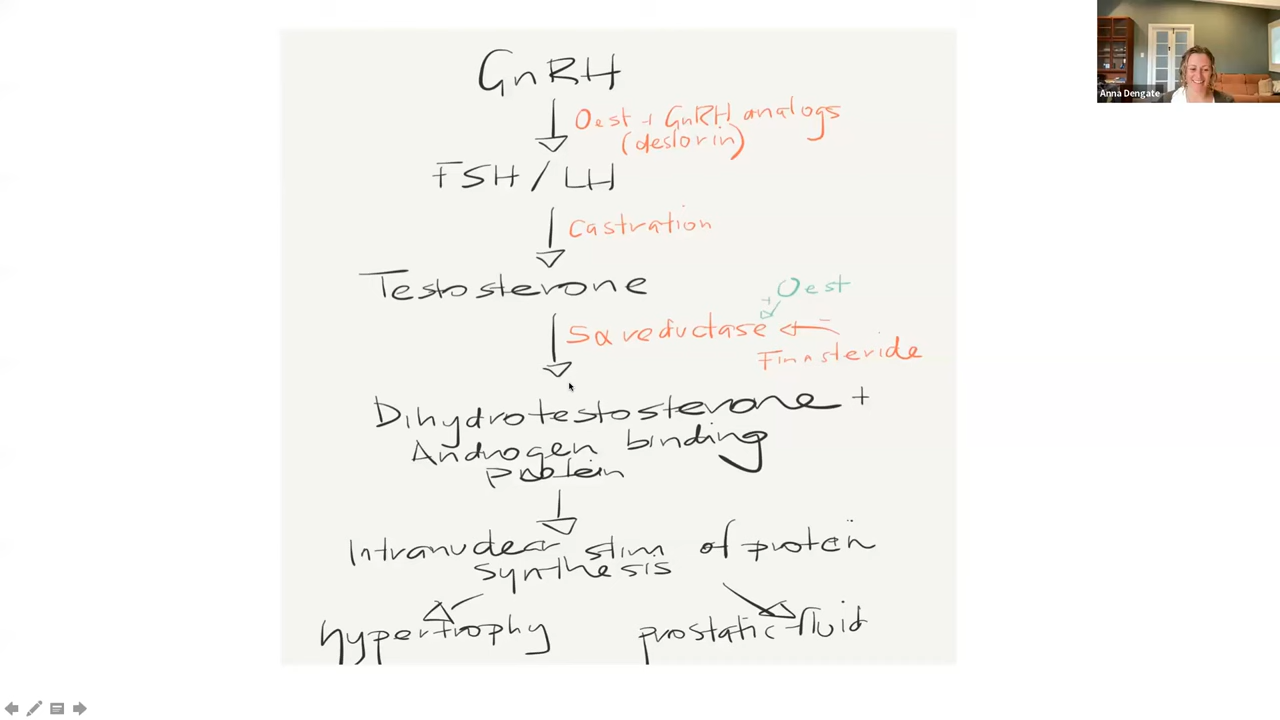 GnRH
Oest + GnRH analogs
(deslorin)
FSH / LH
Castration
Testosterone
+ Oest
5α reductase
-
Finasteride
Dihydrotestosterone +
Androgen binding
protein
Intranuclear stim of protein
synthesis
hypertrophy
prostatic fluid
Anna Dengate